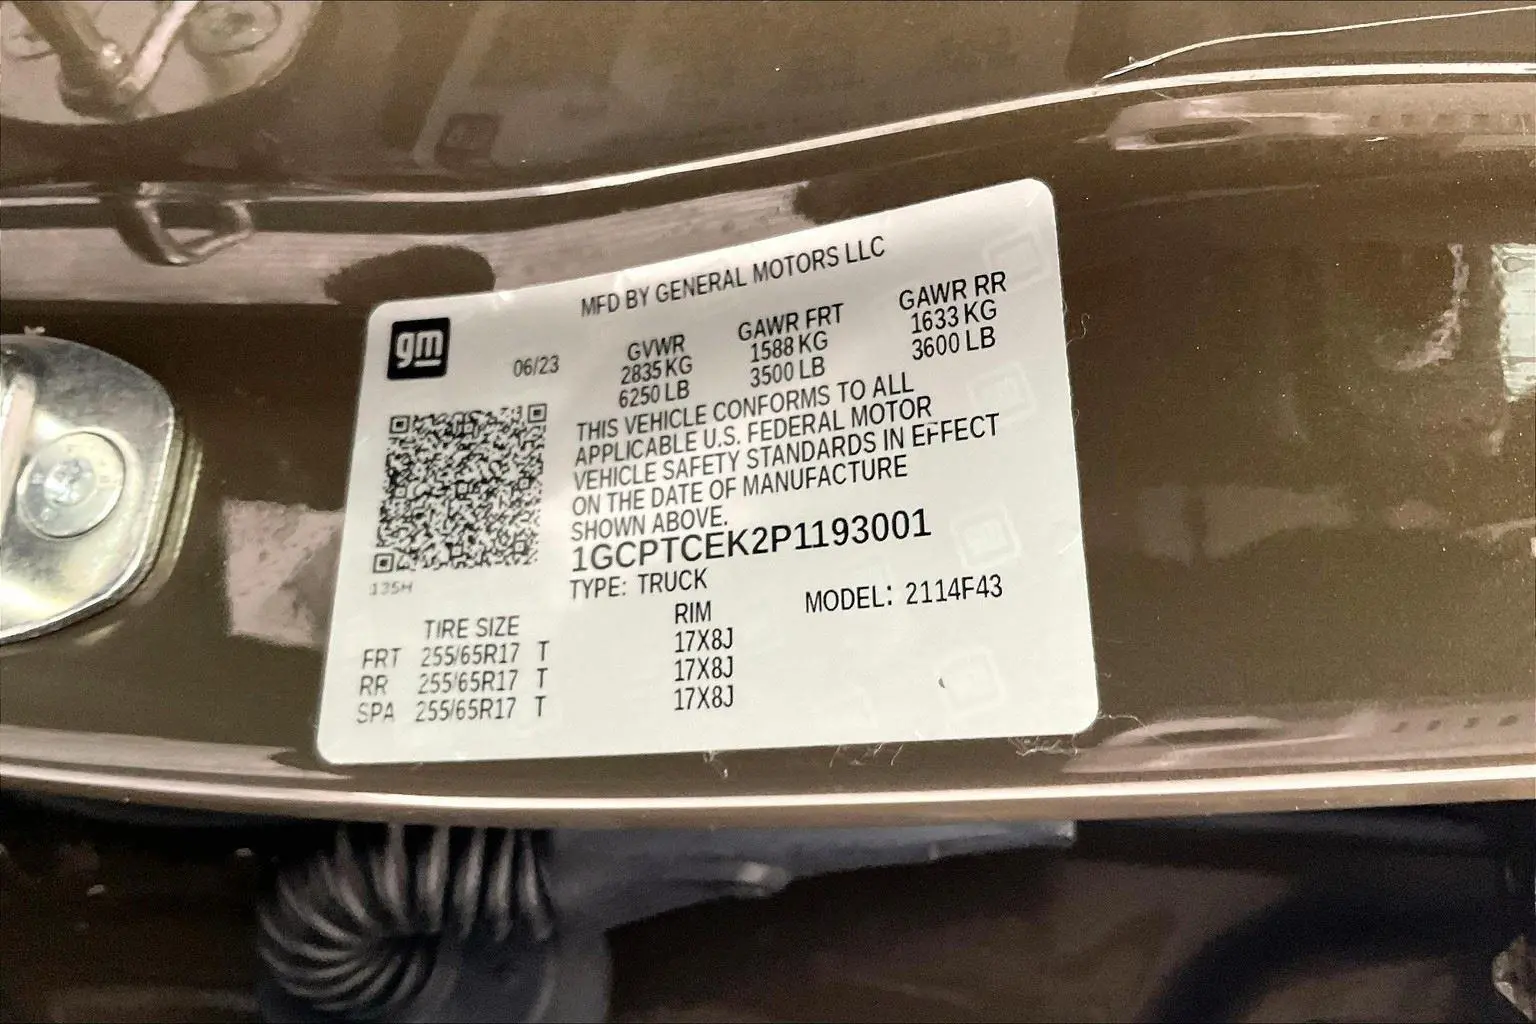 MFD BY GENERAL MOTORS LLC
gm
06/23
GVWR
2835 KG
6250 LB
GAWR FRT
1588 KG
3500 LB
GAWR RR
1633 KG
3600 LB
THIS VEHICLE CONFORMS TO ALL
APPLICABLE U.S. FEDERAL MOTOR
VEHICLE SAFETY STANDARDS IN EFFECT
ON THE DATE OF MANUFACTURE
SHOWN ABOVE.
1GCPTCEK2P1193001
135H
TYPE: TRUCK
MODEL: 2114F43
TIRE SIZE RIM
FRT 255/65R17 T 17X8J
RR 255/65R17 T 17X8J
SPA 255/65R17 T 17X8J